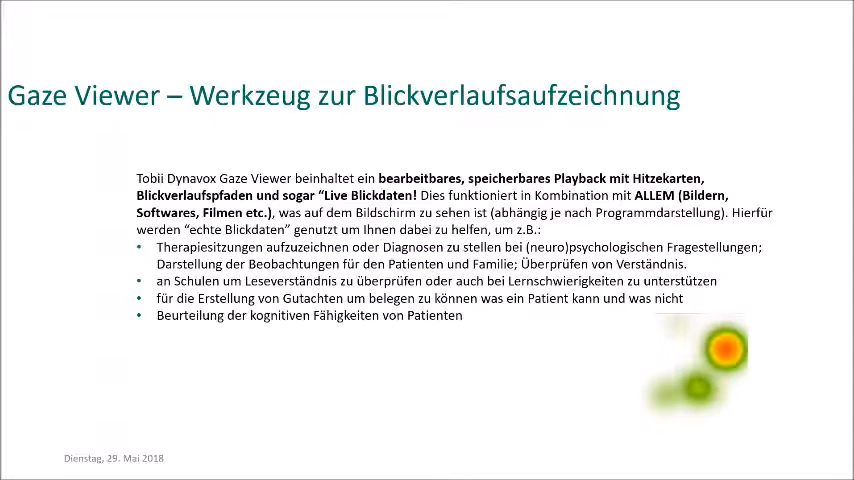 Gaze Viewer – Werkzeug zur Blickverlaufsaufzeichnung
Tobii Dynavox Gaze Viewer beinhaltet ein bearbeitbares, speicherbares Playback mit Hitzekarten,
Blickverlaufspfaden und sogar “Live Blickdaten! Dies funktioniert in Kombination mit ALLEM (Bildern,
Softwares, Filmen etc.), was auf dem Bildschirm zu sehen ist (abhängig je nach Programmdarstellung). Hierfür
werden “echte Blickdaten” genutzt um Ihnen dabei zu helfen, um z.B.:
• Therapiesitzungen aufzuzeichnen oder Diagnosen zu stellen bei (neuro)psychologischen Fragestellungen;
Darstellung der Beobachtungen für den Patienten und Familie; Überprüfen von Verständnis.
• an Schulen um Leseverständnis zu überprüfen oder auch bei Lernschwierigkeiten zu unterstützen
• für die Erstellung von Gutachten um belegen zu können was ein Patient kann und was nicht
• Beurteilung der kognitiven Fähigkeiten von Patienten
Dienstag, 29. Mai 2018